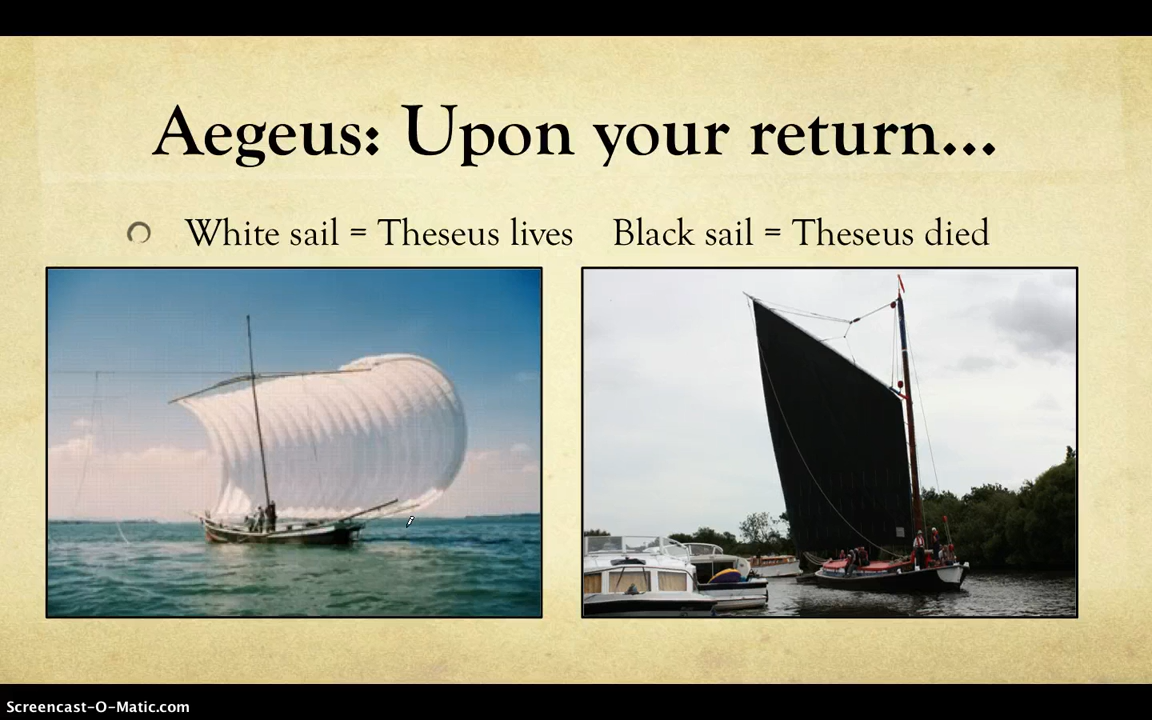 Aegeus: Upon your return...
White sail = Theseus lives Black sail = Theseus died
Screencast-O-Matic.com